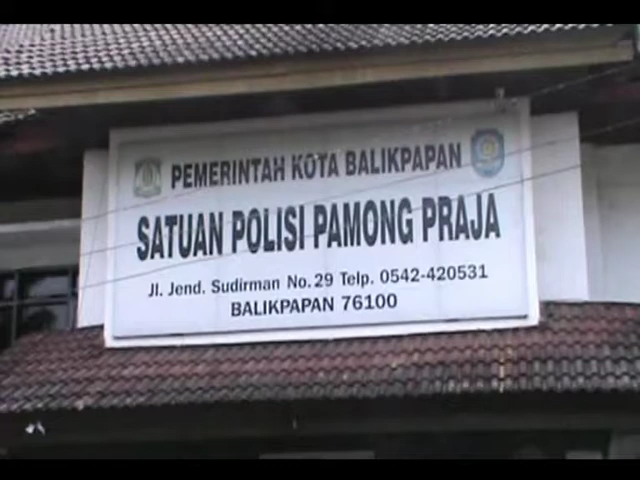 PEMERINTAH KOTA BALIKPAPAN
SATUAN POLISI PAMONG PRAJA
Jl. Jend. Sudirman No. 29 Telp. 0542-420531
BALIKPAPAN 76100